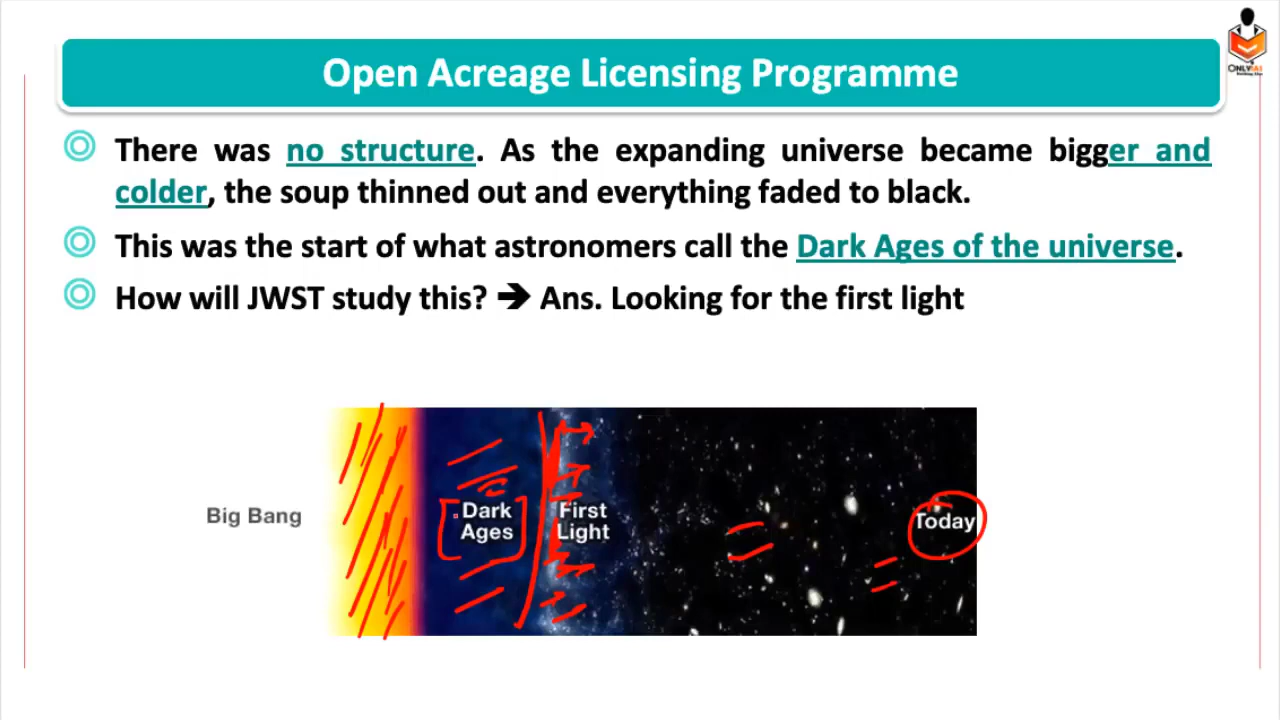 Open Acreage Licensing Programme
ONLYIAS
There was no structure. As the expanding universe became bigger and
colder, the soup thinned out and everything faded to black.
This was the start of what astronomers call the Dark Ages of the universe.
How will JWST study this? ➔ Ans. Looking for the first light
Big Bang
Dark
Ages
First
Light
Today